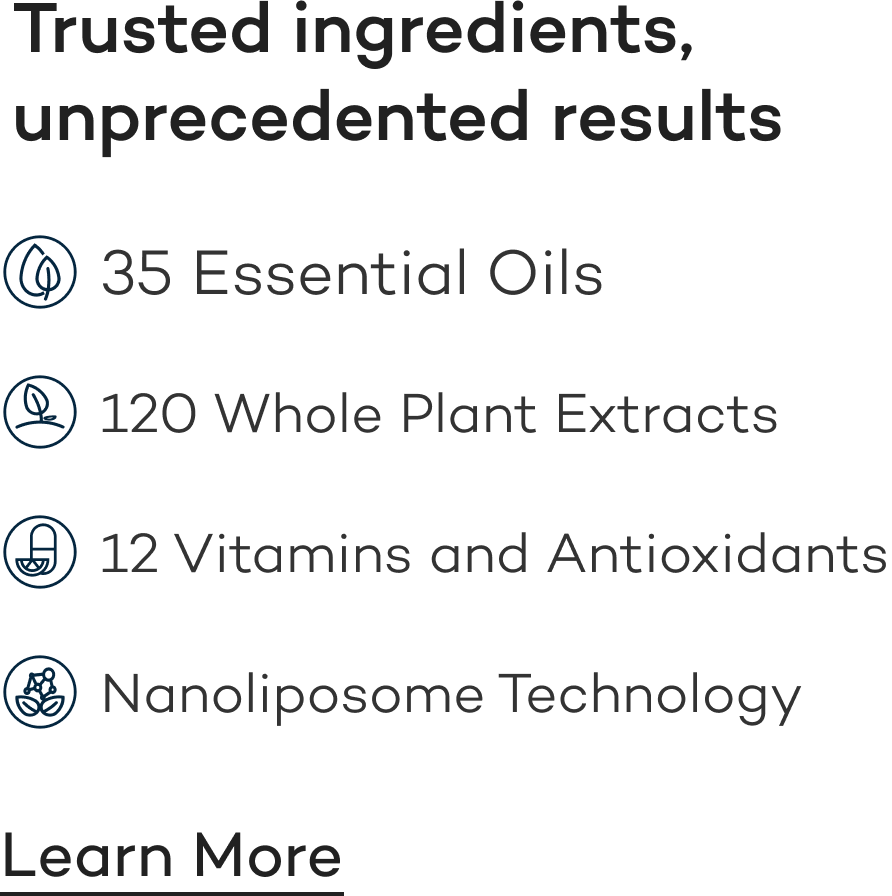 Trusted ingredients,
unprecedented results
35 Essential Oils
120 Whole Plant Extracts
12 Vitamins and Antioxidants
Nanoliposome Technology
Learn More